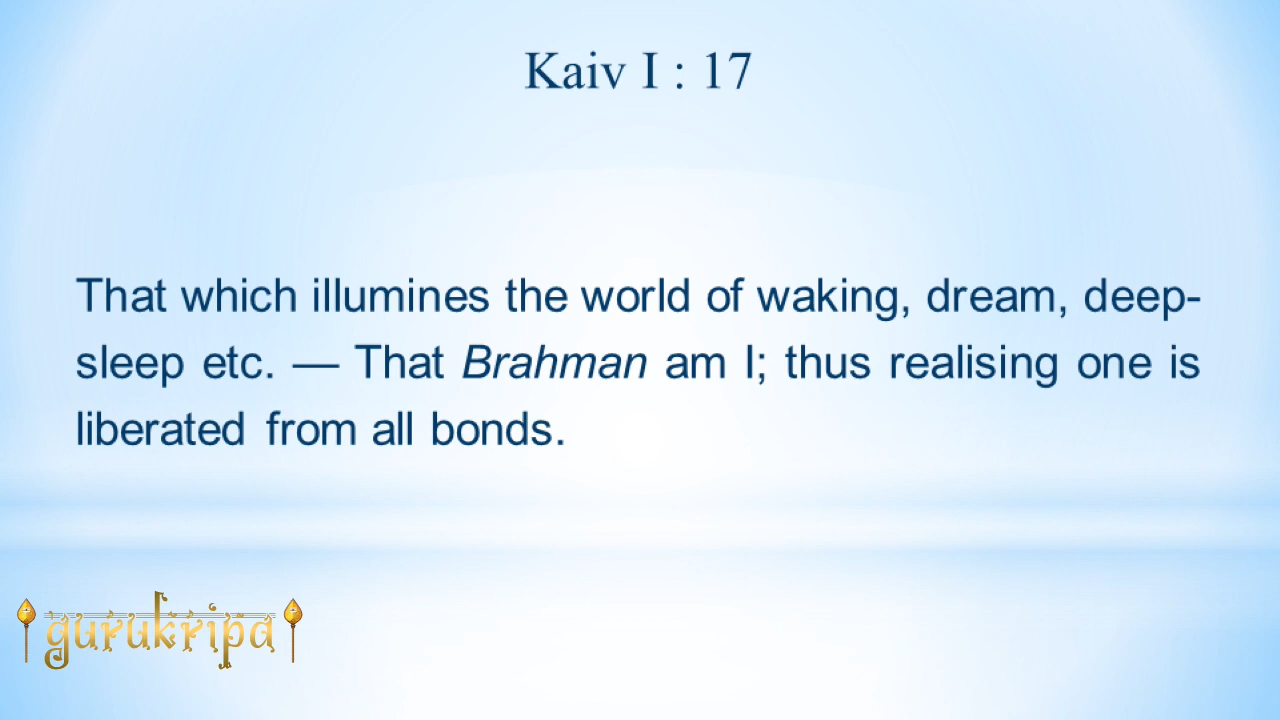 Kaiv I : 17
That which illumines the world of waking, dream, deep-
sleep etc. — That Brahman am I; thus realising one is
liberated from all bonds.
gurukripa